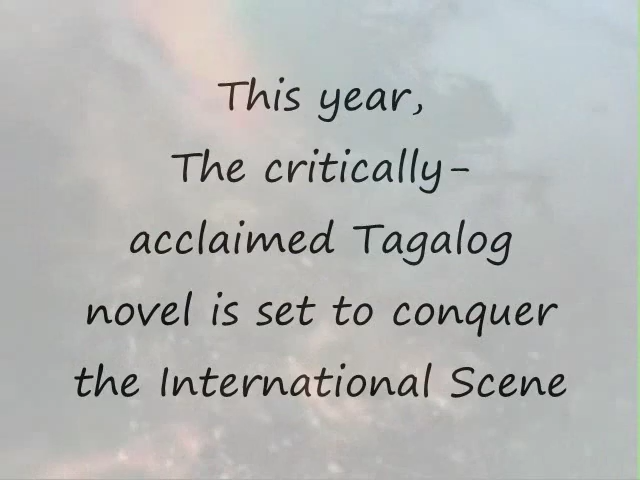 This year,
The critically-
acclaimed Tagalog
novel is set to conquer
the International Scene